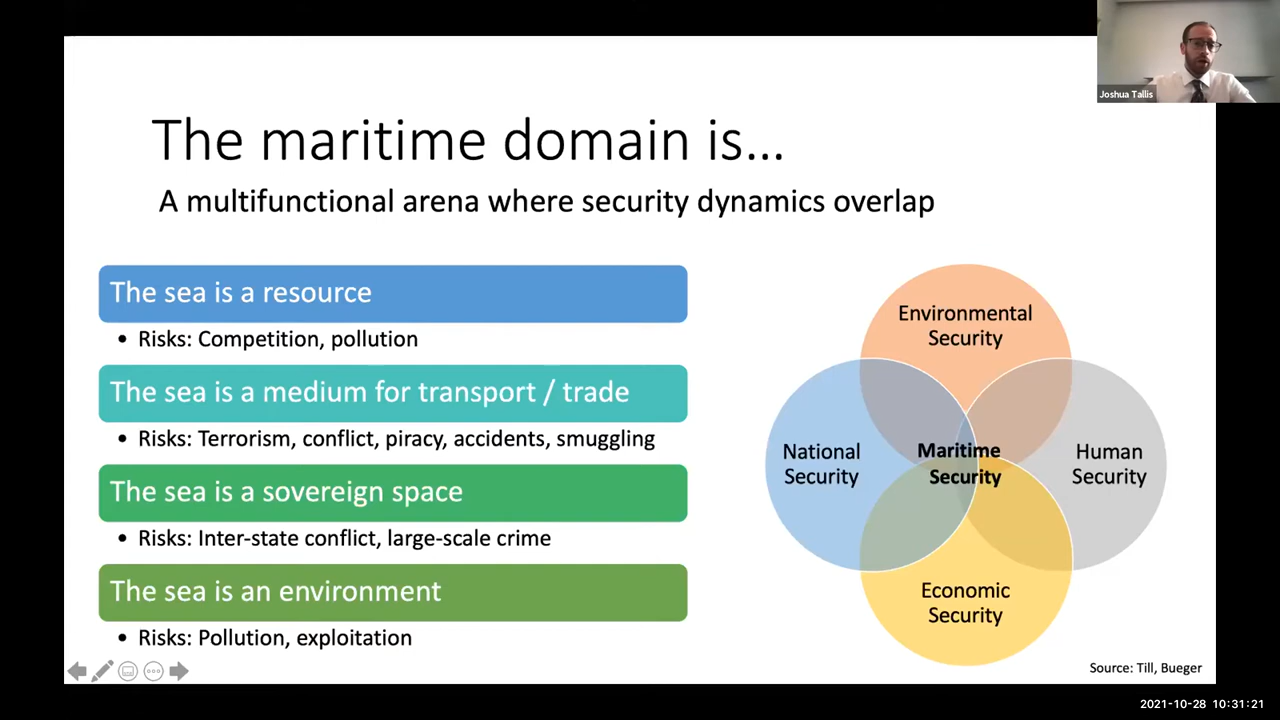 Joshua Tallis
The maritime domain is...
A multifunctional arena where security dynamics overlap
The sea is a resource
• Risks: Competition, pollution
The sea is a medium for transport / trade
• Risks: Terrorism, conflict, piracy, accidents, smuggling
The sea is a sovereign space
• Risks: Inter-state conflict, large-scale crime
The sea is an environment
• Risks: Pollution, exploitation
Environmental
Security
National
Security
Maritime
Security
Human
Security
Economic
Security
Source: Till, Bueger
2021-10-28 10:31:21